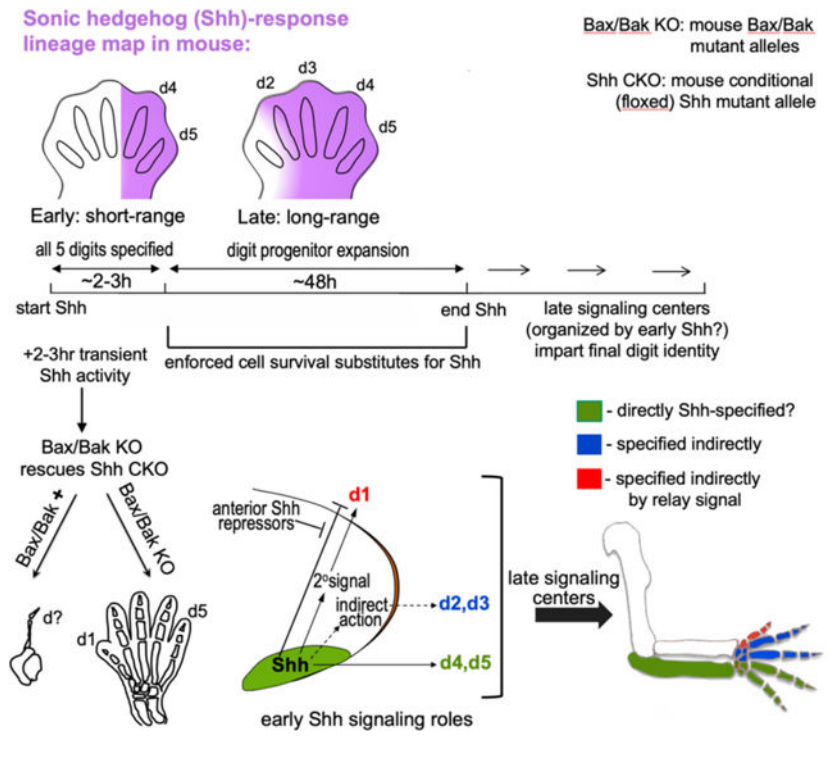 Sonic hedgehog (Shh)-response
lineage map in mouse:
Bax/Bak KO: mouse Bax/Bak
mutant alleles
Shh CKO: mouse conditional
(floxed) Shh mutant allele
d4
d5
d2
d3
d4
d5
Early: short-range
Late: long-range
all 5 digits specified
digit progenitor expansion
~2-3h
~48h
start Shh
end Shh
late signaling centers
(organized by early Shh?)
impart final digit identity
enforced cell survival substitutes for Shh
+2-3hr transient
Shh activity
Bax/Bak KO
rescues Shh CKO
Bax/Bak +
Bax/Bak KO
d?
d1
d5
- directly Shh-specified?
- specified indirectly
- specified indirectly
by relay signal
anterior Shh
repressors
d1
2ᵒsignal
indirect
action
d2,d3
Shh
d4,d5
early Shh signaling roles
late signaling
centers